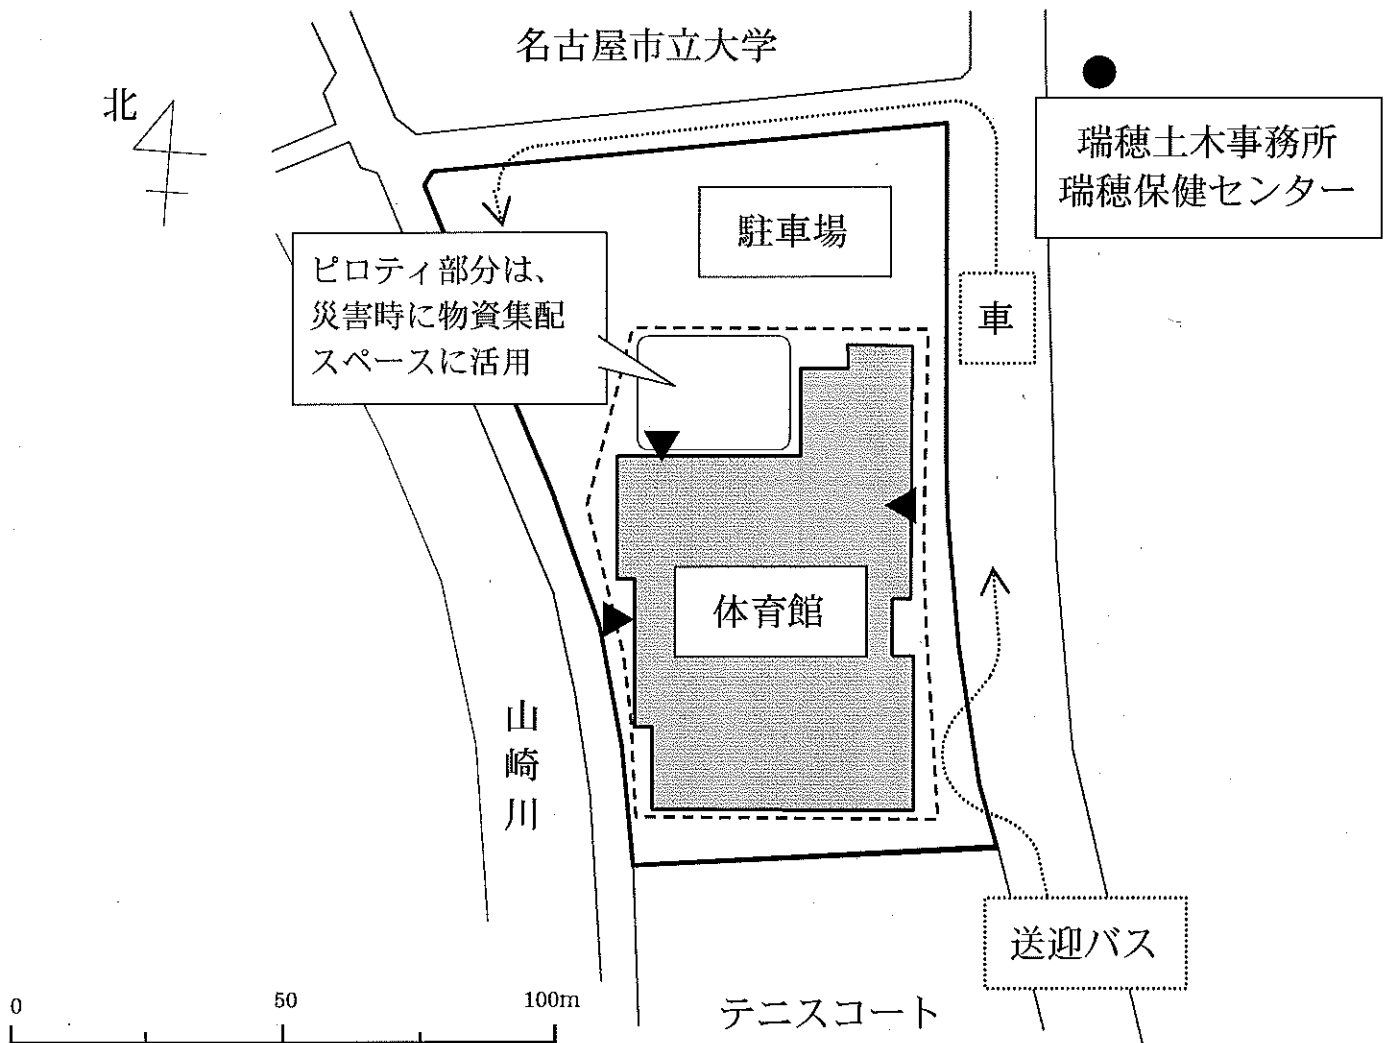 名古屋市立大学
北
瑞穂土木事務所
瑞穂保健センター
駐車場
ピロティ部分は、
災害時に物資集配
スペースに活用
車
体育館
山崎川
送迎バス
テニスコート
0 50 100m